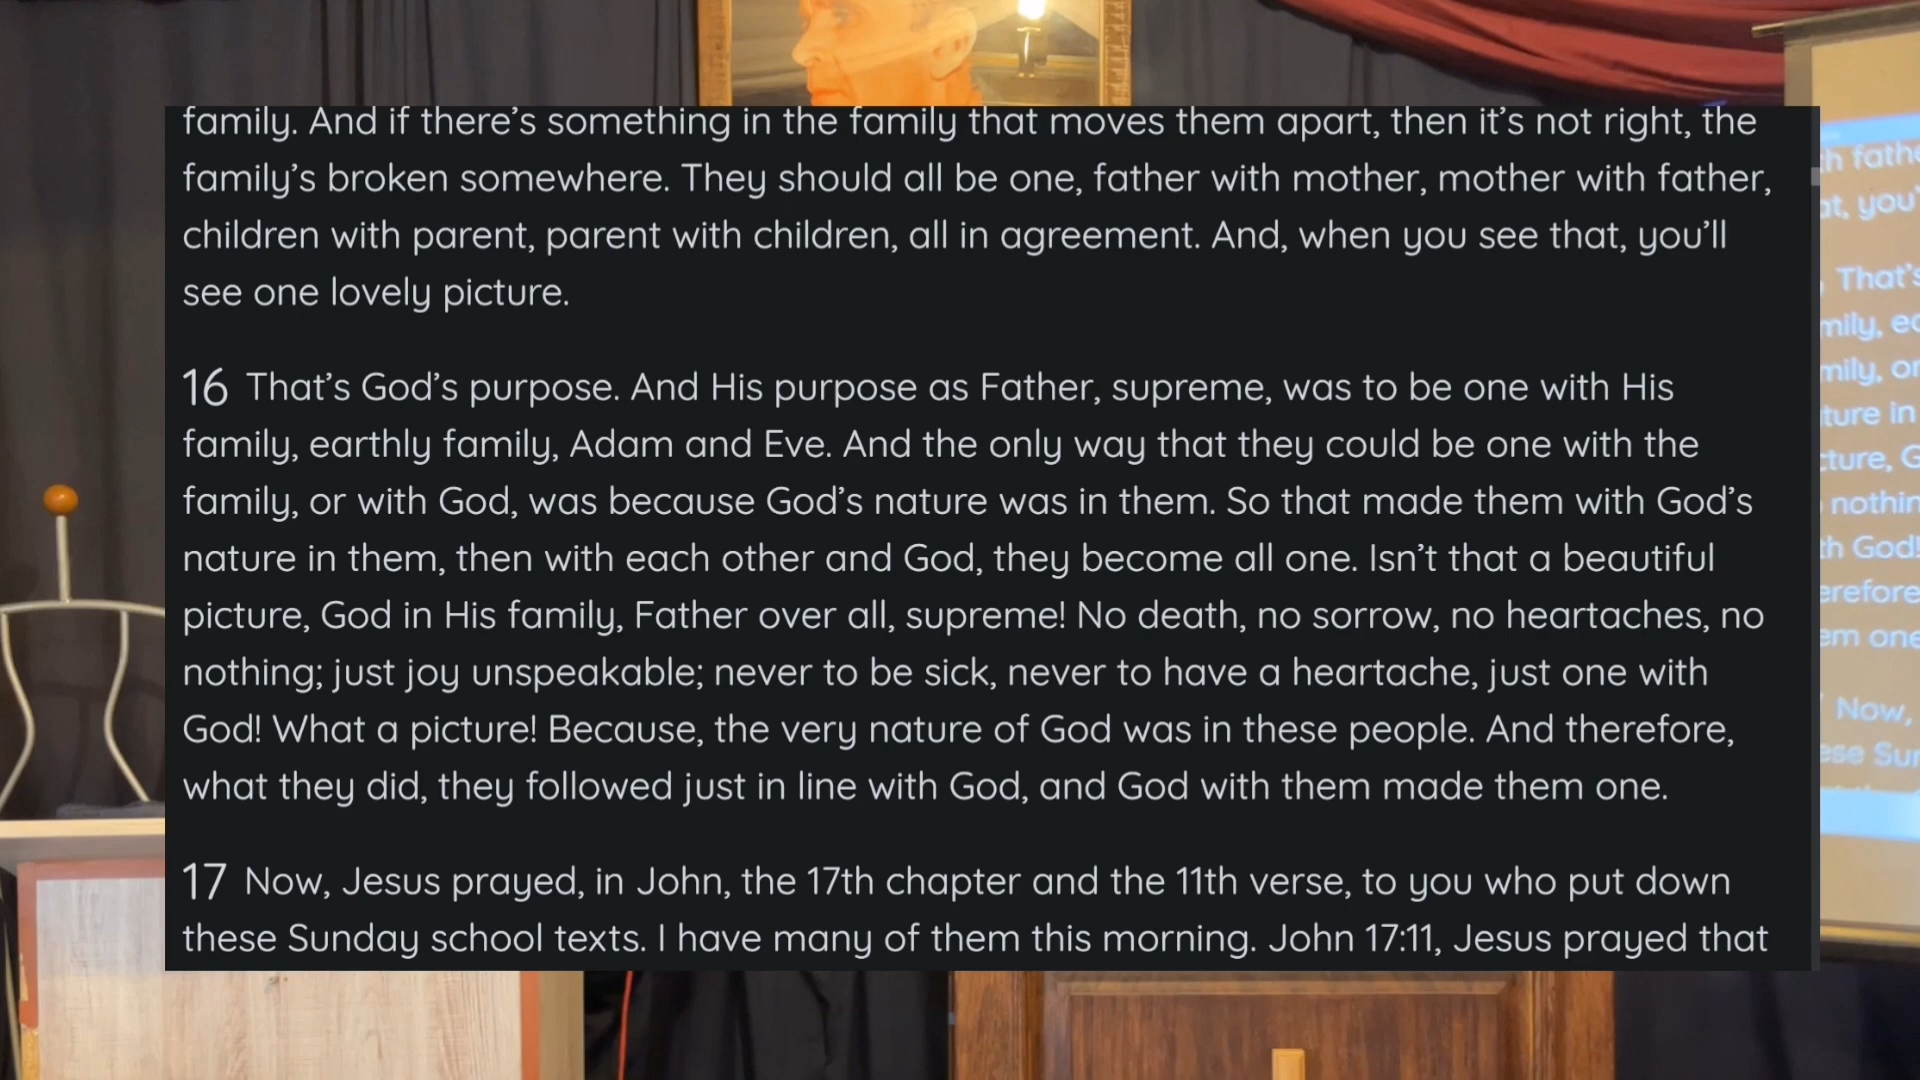 family. And if there’s something in the family that moves them apart, then it’s not right, the
family’s broken somewhere. They should all be one, father with mother, mother with father,
children with parent, parent with children, all in agreement. And, when you see that, you’ll
see one lovely picture.
16 That’s God’s purpose. And His purpose as Father, supreme, was to be one with His
family, earthly family, Adam and Eve. And the only way that they could be one with the
family, or with God, was because God’s nature was in them. So that made them with God’s
nature in them, then with each other and God, they become all one. Isn’t that a beautiful
picture, God in His family, Father over all, supreme! No death, no sorrow, no heartaches, no
nothing; just joy unspeakable; never to be sick, never to have a heartache, just one with
God! What a picture! Because, the very nature of God was in these people. And therefore,
what they did, they followed just in line with God, and God with them made them one.
17 Now, Jesus prayed, in John, the 17th chapter and the 11th verse, to you who put down
these Sunday school texts. I have many of them this morning. John 17:11, Jesus prayed that
That’s
God!
Now,